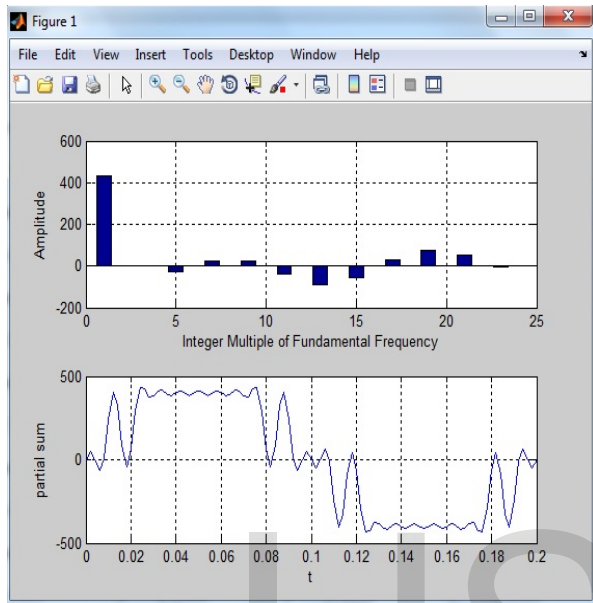 Figure 1
File Edit View Insert Tools Desktop Window Help
600
400
200
0
-200
Amplitude
0 5 10 15 20 25
Integer Multiple of Fundamental Frequency
500
0
-500
partial sum
0 0.02 0.04 0.06 0.08 0.1 0.12 0.14 0.16 0.18 0.2
t